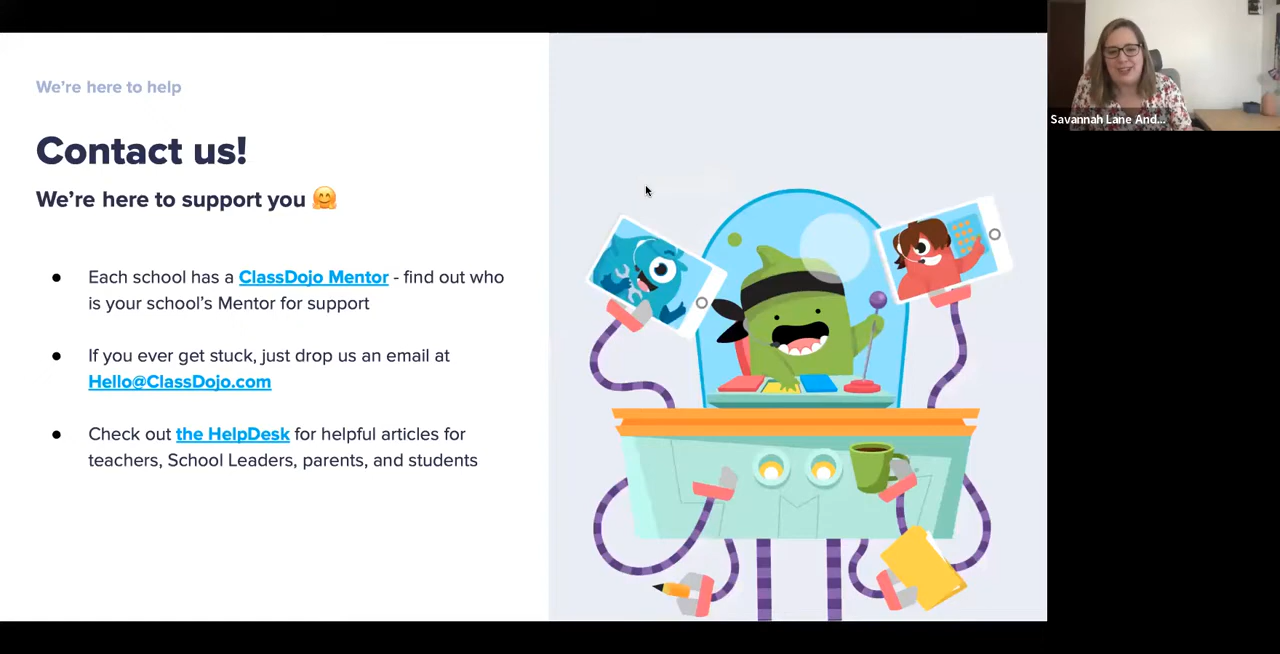 We're here to help
Contact us!
We're here to support you 🤗
● Each school has a ClassDojo Mentor - find out who
is your school's Mentor for support
● If you ever get stuck, just drop us an email at
Hello@ClassDojo.com
● Check out the HelpDesk for helpful articles for
teachers, School Leaders, parents, and students
Savannah Lane And...